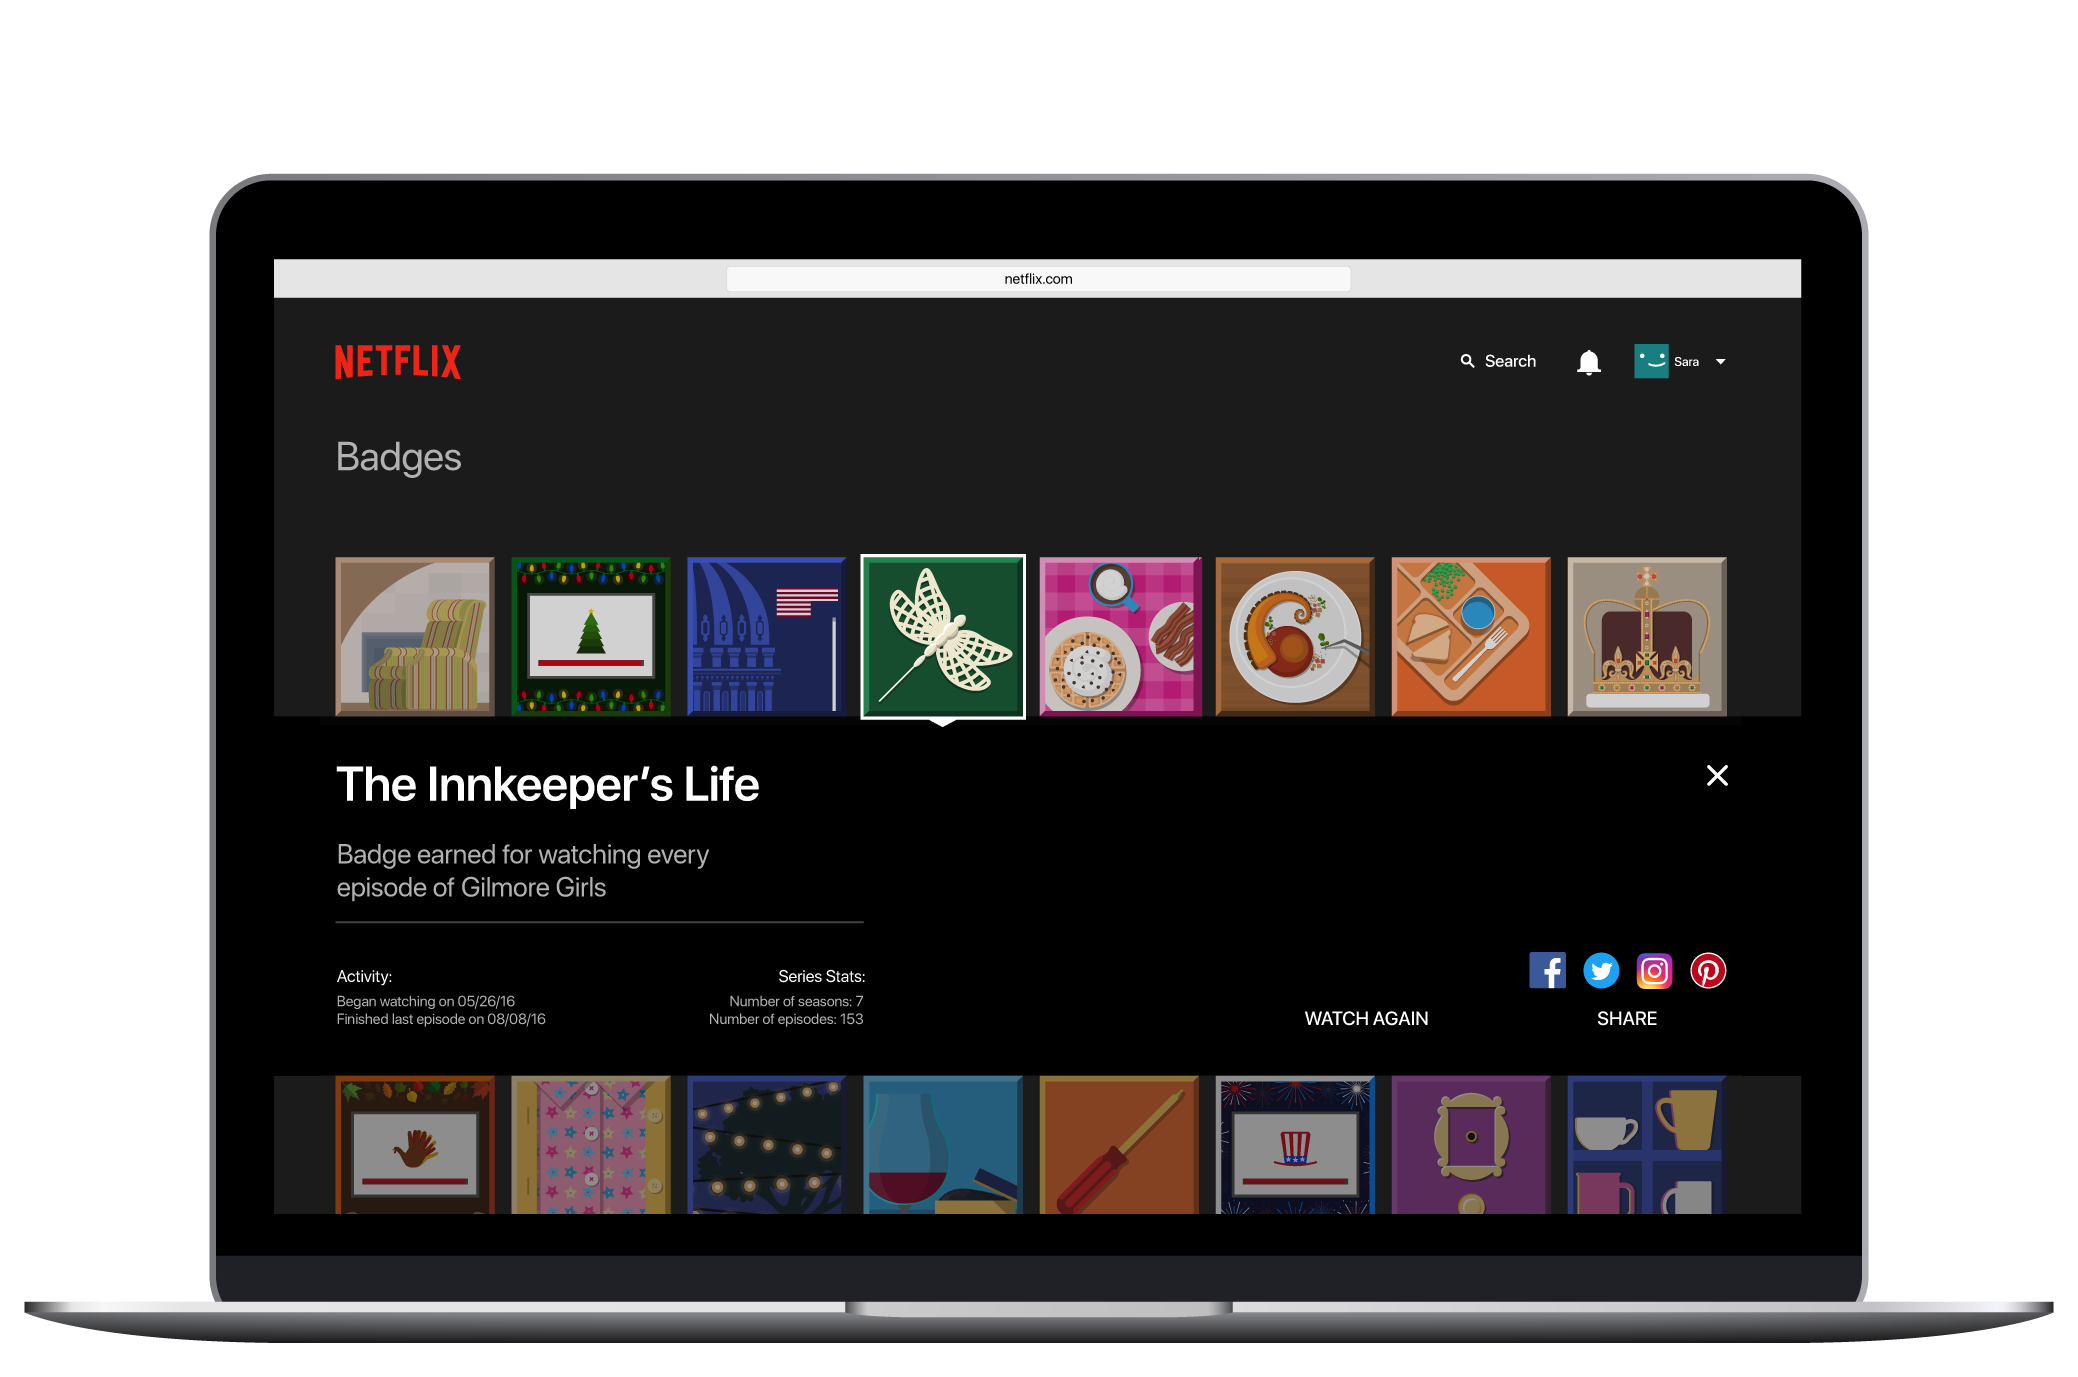 netflix.com
NETFLIX
Search
Sara
Badges
The Innkeeper’s Life
Badge earned for watching every
episode of Gilmore Girls
Activity:
Began watching on 05/26/16
Finished last episode on 08/08/16
Series Stats:
Number of seasons: 7
Number of episodes: 153
WATCH AGAIN
SHARE